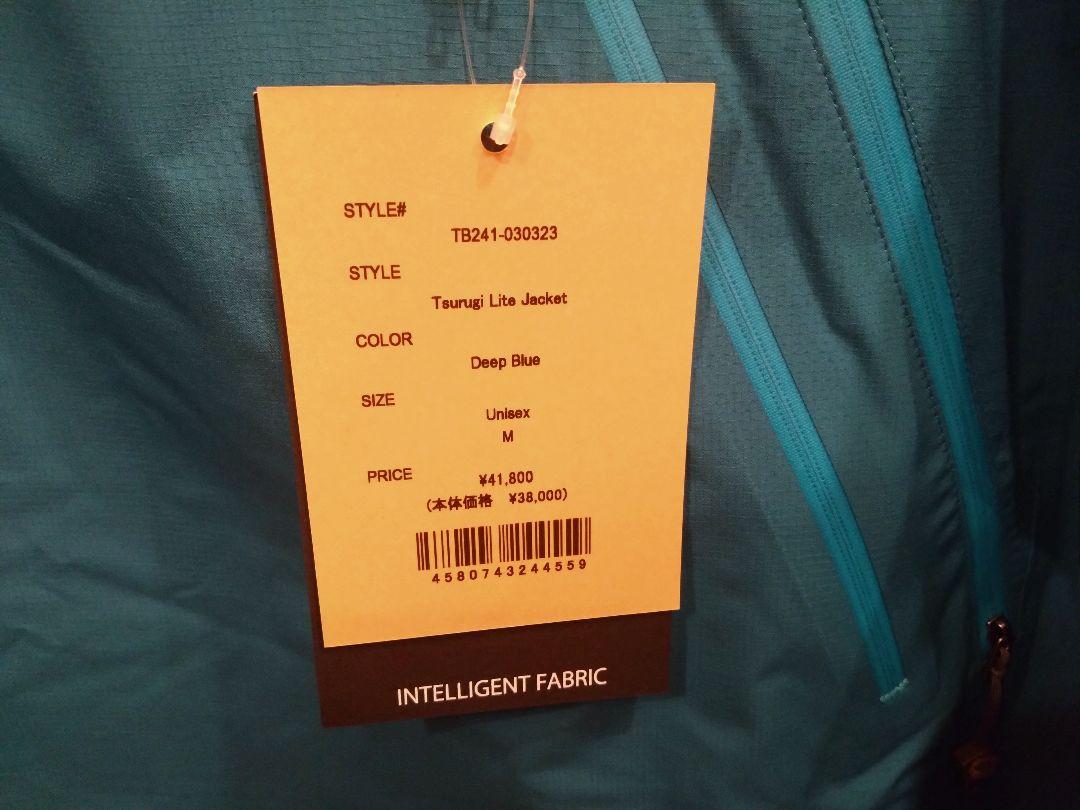 STYLE#
TB241-030323
STYLE
Tsurugi Lite Jacket
COLOR
Deep Blue
SIZE
Unisex
M
PRICE
¥41,800
(本体価格 ¥38,000)
4580743244559
INTELLIGENT FABRIC